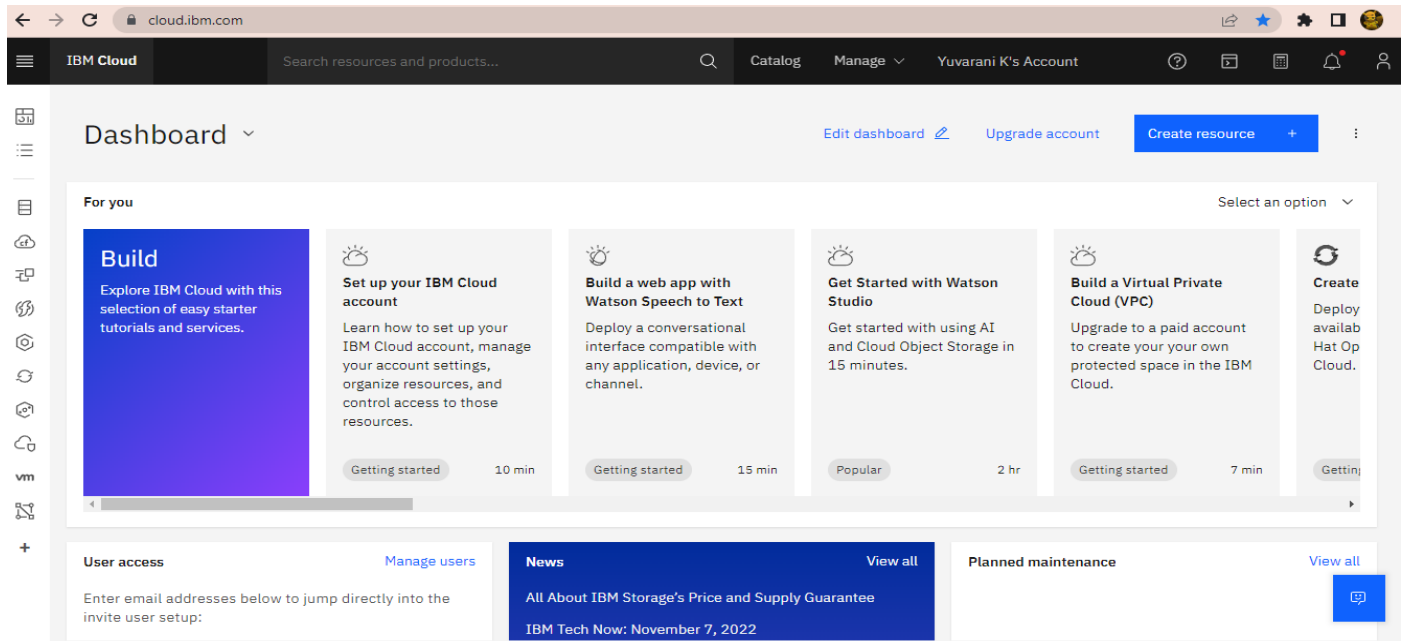 cloud.ibm.com
IBM Cloud
Search resources and products...
Catalog
Manage
Yuvarani K's Account
Dashboard
Edit dashboard
Upgrade account
Create resource +
For you
Select an option
Build
Explore IBM Cloud with this
selection of easy starter
tutorials and services.
Set up your IBM Cloud
account
Learn how to set up your
IBM Cloud account, manage
your account settings,
organize resources, and
control access to those
resources.
Getting started
10 min
Build a web app with
Watson Speech to Text
Deploy a conversational
interface compatible with
any application, device, or
channel.
Getting started
15 min
Get Started with Watson
Studio
Get started with using AI
and Cloud Object Storage in
15 minutes.
Popular
2 hr
Build a Virtual Private
Cloud (VPC)
Upgrade to a paid account
to create your your own
protected space in the IBM
Cloud.
Getting started
7 min
Create
Deploy
availab
Hat Op
Cloud.
Getting
vm
+
User access
Manage users
Enter email addresses below to jump directly into the
invite user setup:
News
View all
All About IBM Storage's Price and Supply Guarantee
IBM Tech Now: November 7, 2022
Planned maintenance
View all